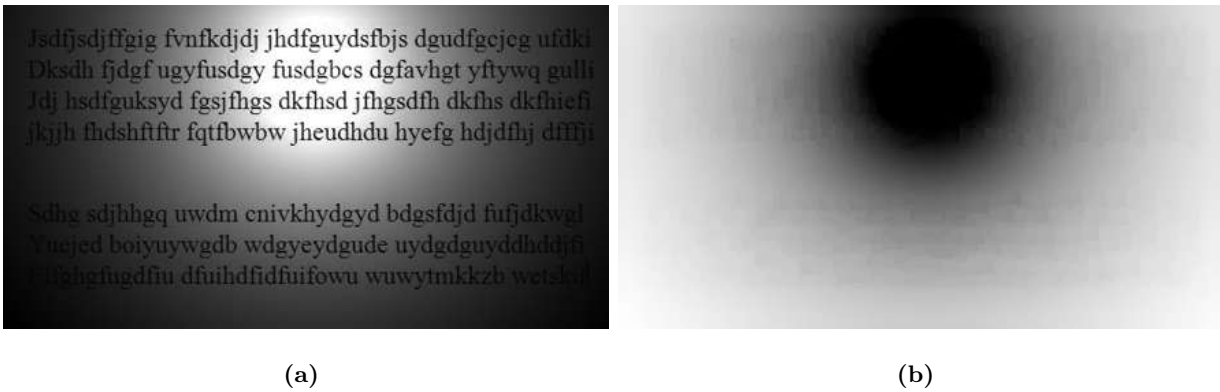 Jsdfjsdjffgig fvnfkdjdj jhdfguydsfbjs dgudfgcjcg ufdki
Dksdh fjdgf ugyfusdgy fusdgbcs dgfavhgt yftywq gulli
Jdj hsdfguksyd fgsjfhgs dkfhsd jfhgsdfh dkfhs dkfhiefi
jkjjh fhdshftftr fqtfbwbw jheudhdu hyefg hdjdfhj dfffji
Sdhg sdjhhgq uwdm cnivkhydgyd bdgsfdjd fufjdkwgl
Yuejed boiyuywgdb wdgyeydgude uydgdguyddhddjfi
dfuihdfidfuifowu wuwytmkkzb
(a)
(b)